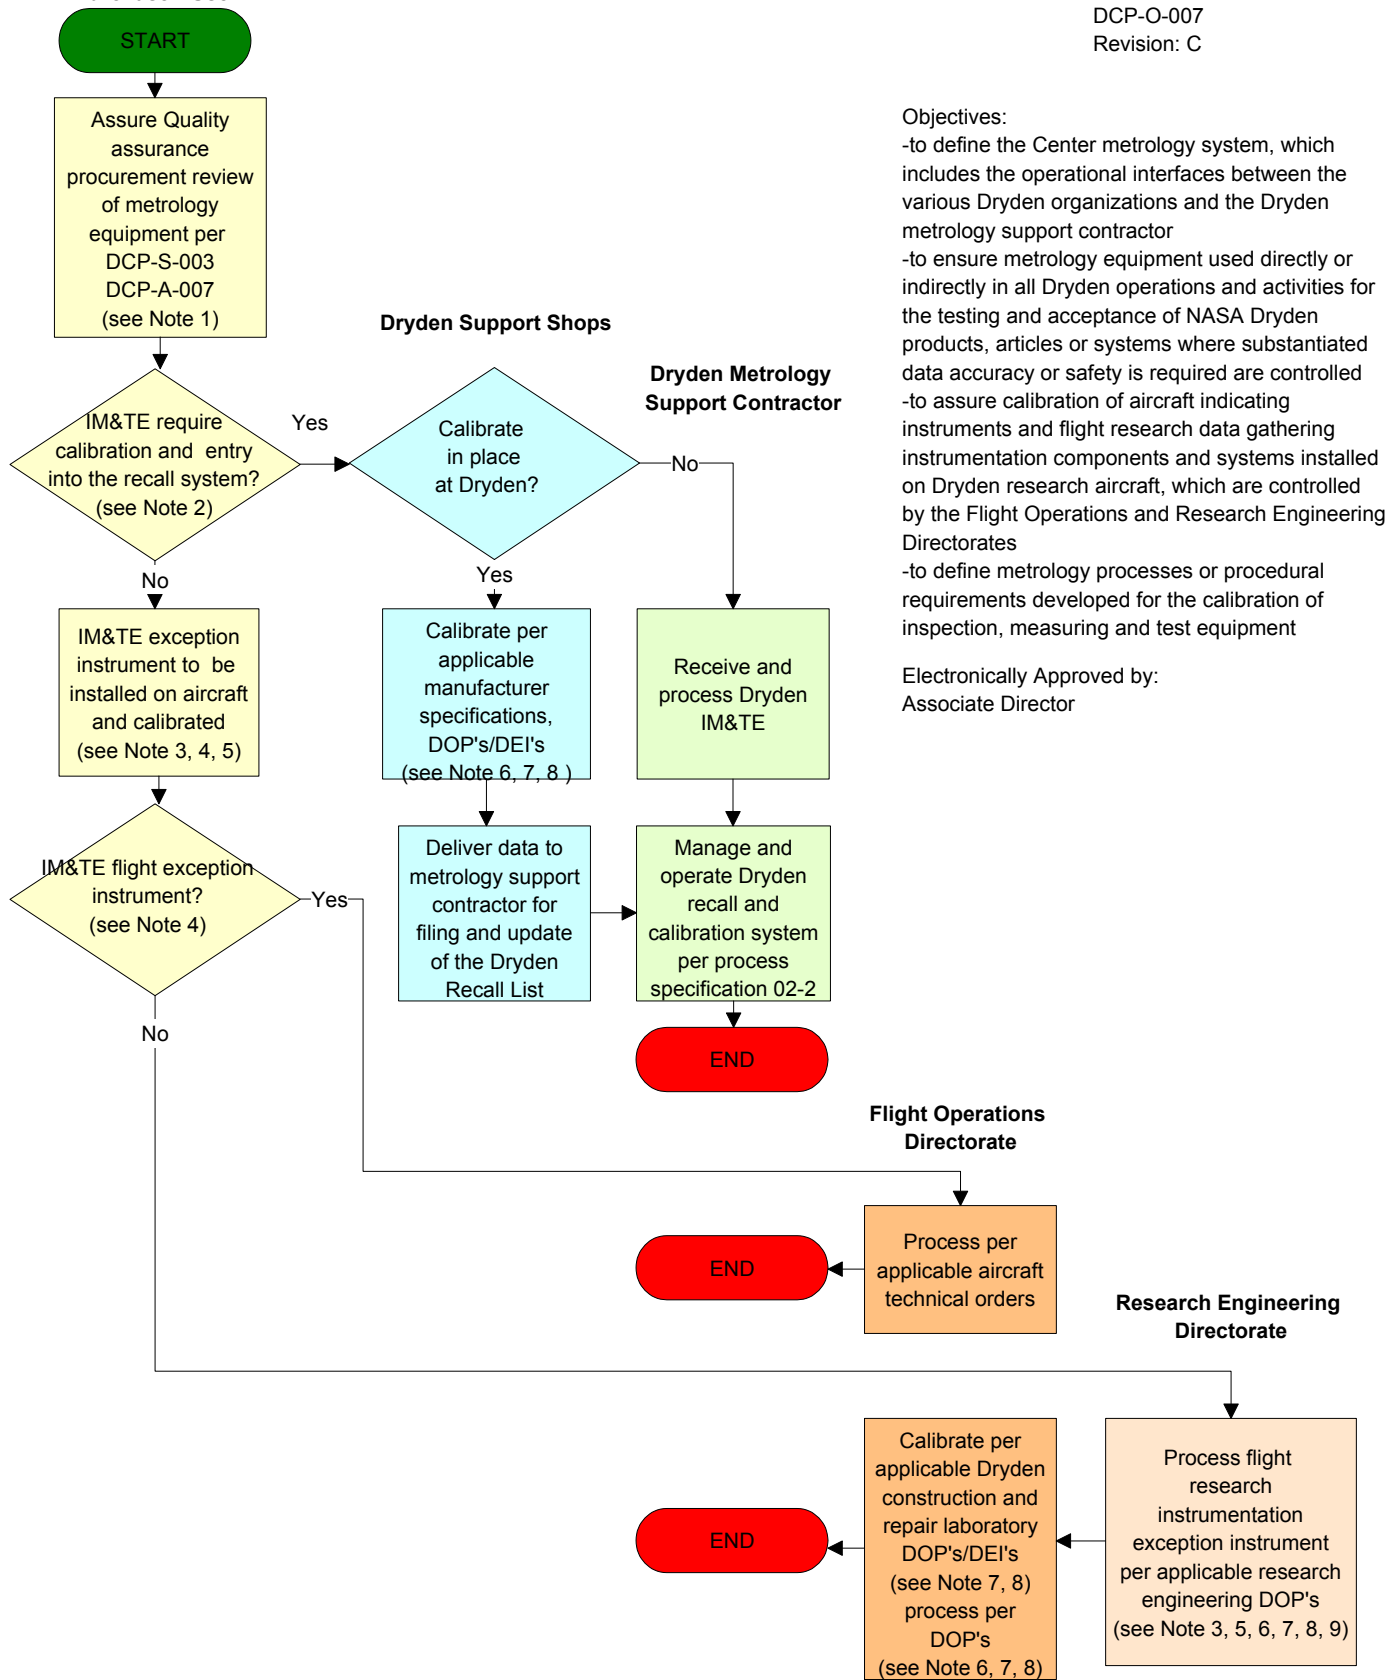 START
DCP-O-007
Revision: C
Assure Quality
assurance
procurement review
of metrology
equipment per
DCP-S-003
DCP-A-007
(see Note 1)
Objectives:
-to define the Center metrology system, which
includes the operational interfaces between the
various Dryden organizations and the Dryden
metrology support contractor
-to ensure metrology equipment used directly or
indirectly in all Dryden operations and activities for
the testing and acceptance of NASA Dryden
products, articles or systems where substantiated
data accuracy or safety is required are controlled
-to assure calibration of aircraft indicating
instruments and flight research data gathering
instrumentation components and systems installed
on Dryden research aircraft, which are controlled
by the Flight Operations and Research Engineering
Directorates
-to define metrology processes or procedural
requirements developed for the calibration of
inspection, measuring and test equipment
Electronically Approved by:
Associate Director
Dryden Support Shops
Dryden Metrology
Support Contractor
IM&TE require
calibration and entry
into the recall system?
(see Note 2)
Yes
Calibrate
in place
at Dryden?
No
No
Yes
IM&TE exception
instrument to be
installed on aircraft
and calibrated
(see Note 3, 4, 5)
Calibrate per
applicable
manufacturer
specifications,
DOP's/DEI's
(see Note 6, 7, 8 )
Receive and
process Dryden
IM&TE
IM&TE flight exception
instrument?
(see Note 4)
Yes
Deliver data to
metrology support
contractor for
filing and update
of the Dryden
Recall List
Manage and
operate Dryden
recall and
calibration system
per process
specification 02-2
No
END
Flight Operations
Directorate
Process per
applicable aircraft
technical orders
END
Research Engineering
Directorate
Process flight
research
instrumentation
exception instrument
per applicable research
engineering DOP's
(see Note 3, 5, 6, 7, 8, 9)
Calibrate per
applicable Dryden
construction and
repair laboratory
DOP's/DEI's
(see Note 7, 8)
process per
DOP's
(see Note 6, 7, 8)
END